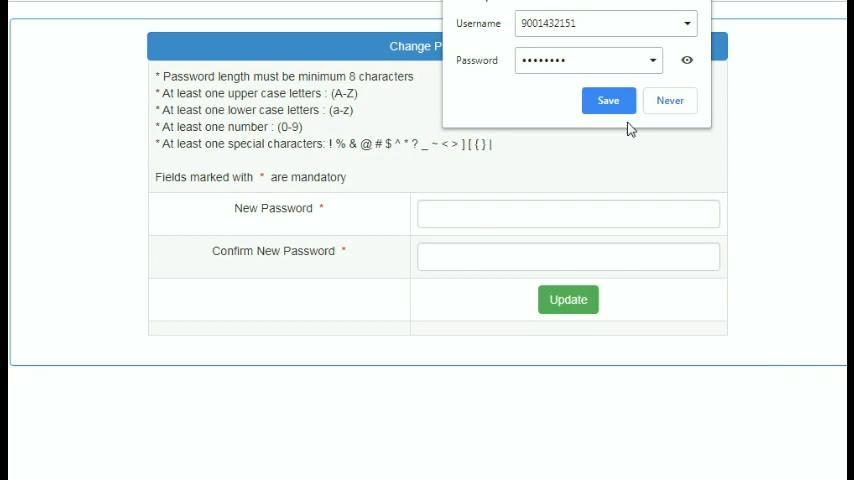 Username 9001432151
Password ••••••••
Save Never
Change P
* Password length must be minimum 8 characters
* At least one upper case letters : (A-Z)
* At least one lower case letters : (a-z)
* At least one number : (0-9)
* At least one special characters: ! % & @ # $ ^ * ? _ ~ < > ] [ { } |
Fields marked with * are mandatory
New Password *
Confirm New Password *
Update